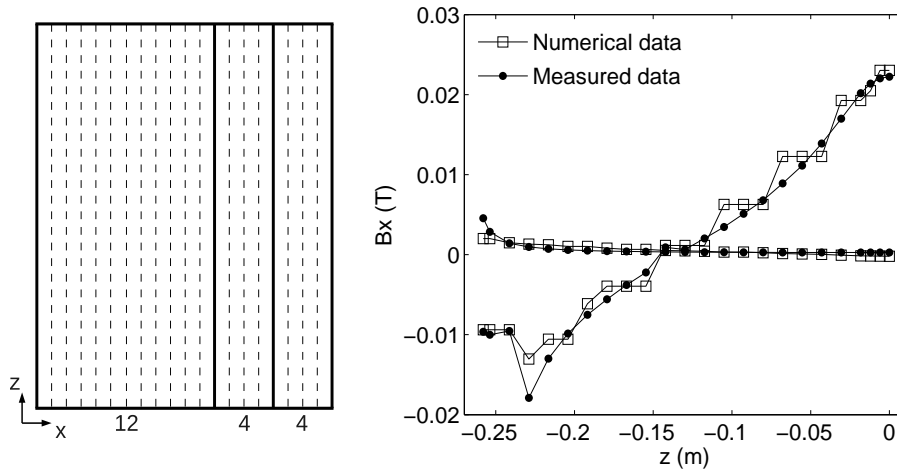 z
x
12
4
4
Numerical data
Measured data
Bx (T)
0.03
0.02
0.01
0
−0.01
−0.02
−0.25
−0.2
−0.15
−0.1
−0.05
0
z (m)